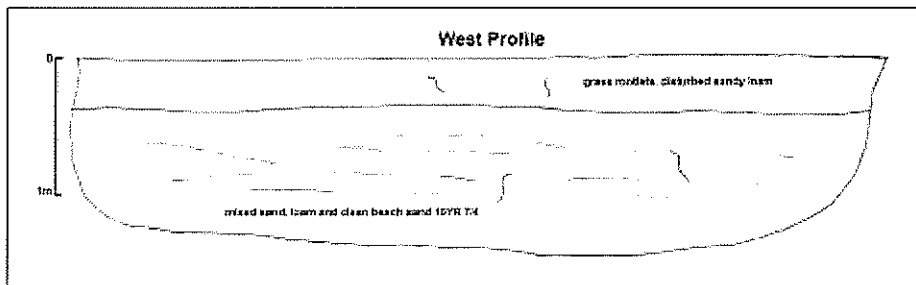 West Profile
0
grass rootlets, disturbed sandy loam
1m
mixed sand, loam and clean beach sand 10YR 7/4